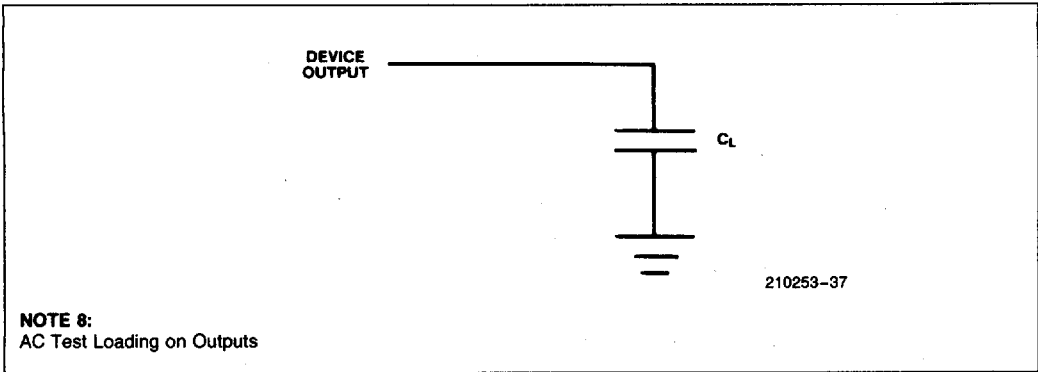 DEVICE
OUTPUT
CL
210253–37
NOTE 8:
AC Test Loading on Outputs